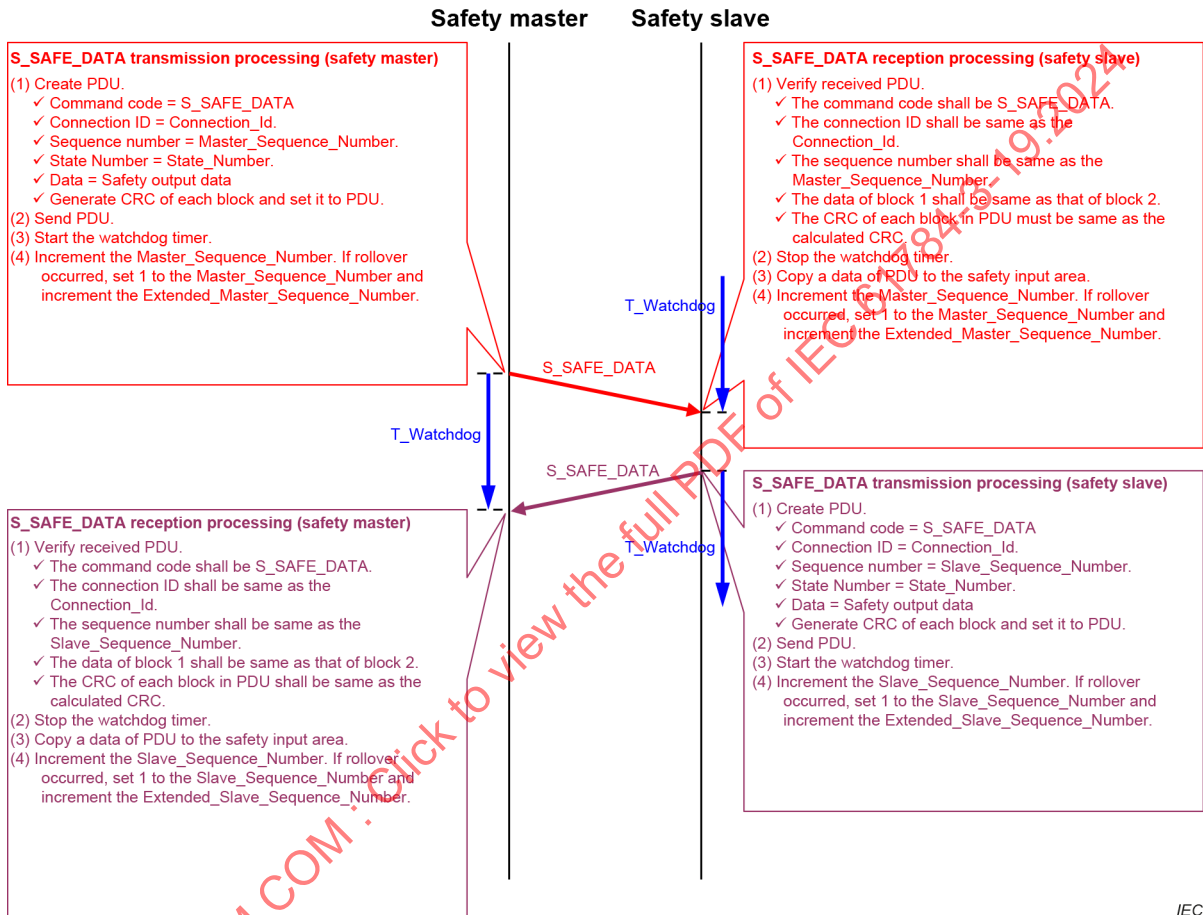 Safety master Safety slave
S_SAFE_DATA transmission processing (safety master)
(1) Create PDU.
✓ Command code = S_SAFE_DATA
✓ Connection ID = Connection_Id.
✓ Sequence number = Master_Sequence_Number.
✓ State Number = State_Number.
✓ Data = Safety output data
✓ Generate CRC of each block and set it to PDU.
(2) Send PDU.
(3) Start the watchdog timer.
(4) Increment the Master_Sequence_Number. If rollover
occurred, set 1 to the Master_Sequence_Number and
increment the Extended_Master_Sequence_Number.
S_SAFE_DATA reception processing (safety slave)
(1) Verify received PDU.
✓ The command code shall be S_SAFE_DATA.
✓ The connection ID shall be same as the
Connection_Id.
✓ The sequence number shall be same as the
Master_Sequence_Number.
✓ The data of block 1 shall be same as that of block 2.
✓ The CRC of each block in PDU must be same as the
calculated CRC.
(2) Stop the watchdog timer.
(3) Copy a data of PDU to the safety input area.
(4) Increment the Master_Sequence_Number. If rollover
occurred, set 1 to the Master_Sequence_Number and
increment the Extended_Master_Sequence_Number.
T_Watchdog
S_SAFE_DATA
T_Watchdog
S_SAFE_DATA
T_Watchdog
S_SAFE_DATA reception processing (safety master)
(1) Verify received PDU.
✓ The command code shall be S_SAFE_DATA.
✓ The connection ID shall be same as the
Connection_Id.
✓ The sequence number shall be same as the
Slave_Sequence_Number.
✓ The data of block 1 shall be same as that of block 2.
✓ The CRC of each block in PDU shall be same as the
calculated CRC.
(2) Stop the watchdog timer.
(3) Copy a data of PDU to the safety input area.
(4) Increment the Slave_Sequence_Number. If rollover
occurred, set 1 to the Slave_Sequence_Number and
increment the Extended_Slave_Sequence_Number.
S_SAFE_DATA transmission processing (safety slave)
(1) Create PDU.
✓ Command code = S_SAFE_DATA
✓ Connection ID = Connection_Id.
✓ Sequence number = Slave_Sequence_Number.
✓ State Number = State_Number.
✓ Data = Safety output data
✓ Generate CRC of each block and set it to PDU.
(2) Send PDU.
(3) Start the watchdog timer.
(4) Increment the Slave_Sequence_Number. If rollover
occurred, set 1 to the Slave_Sequence_Number and
increment the Extended_Slave_Sequence_Number.
COM : Click to view the full PDF of IEC 61784-3-19:2024
IEC